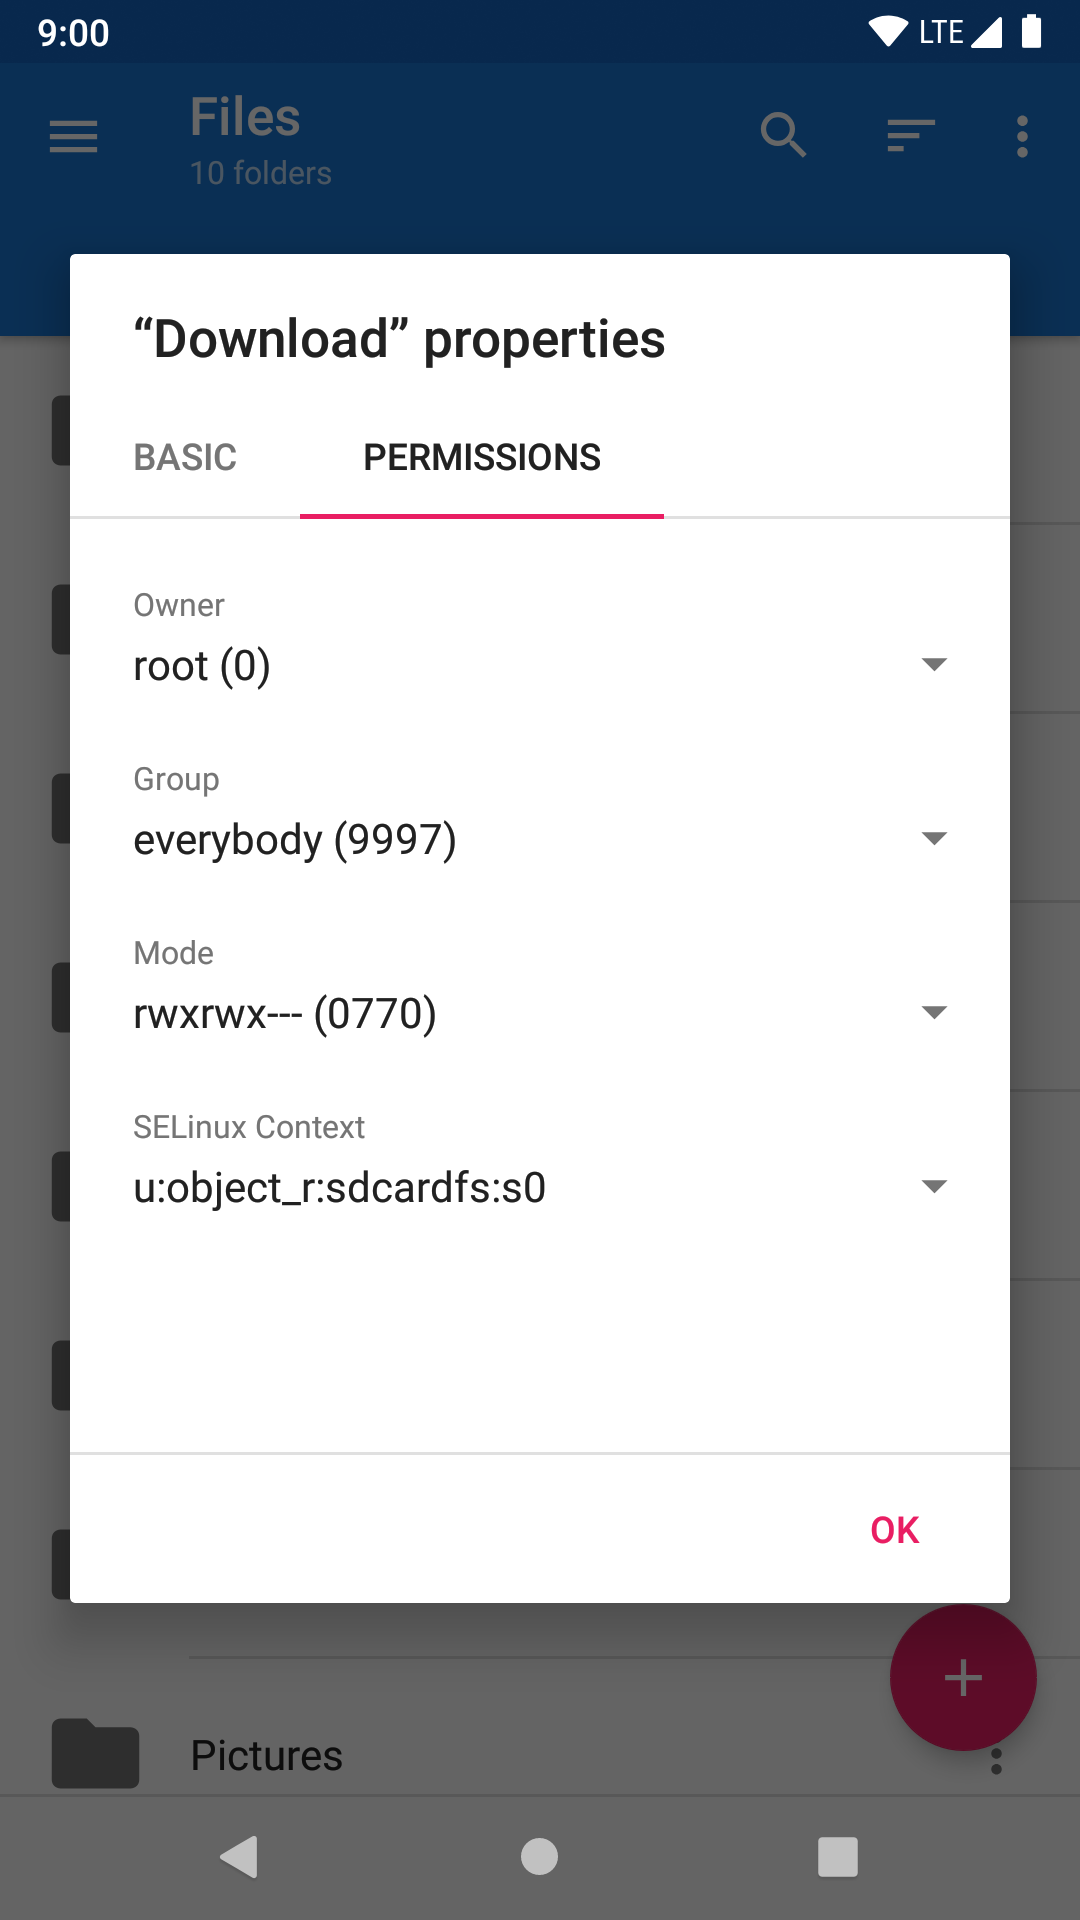 9:00 LTE
Files
10 folders
“Download” properties
BASIC PERMISSIONS
Owner
root (0)
Group
everybody (9997)
Mode
rwxrwx--- (0770)
SELinux Context
u:object_r:sdcardfs:s0
OK
Pictures